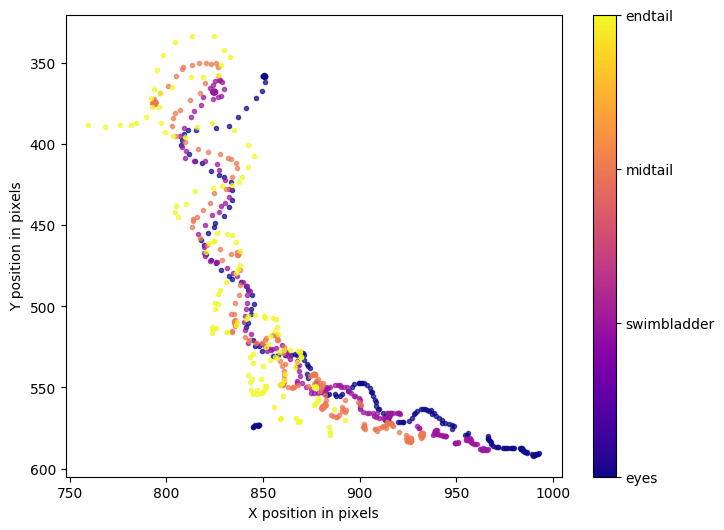 endtail
350
400
midtail
450
Y position in pixels
500
swimbladder
550
600
eyes
750
800
850
900
950
1000
X position in pixels